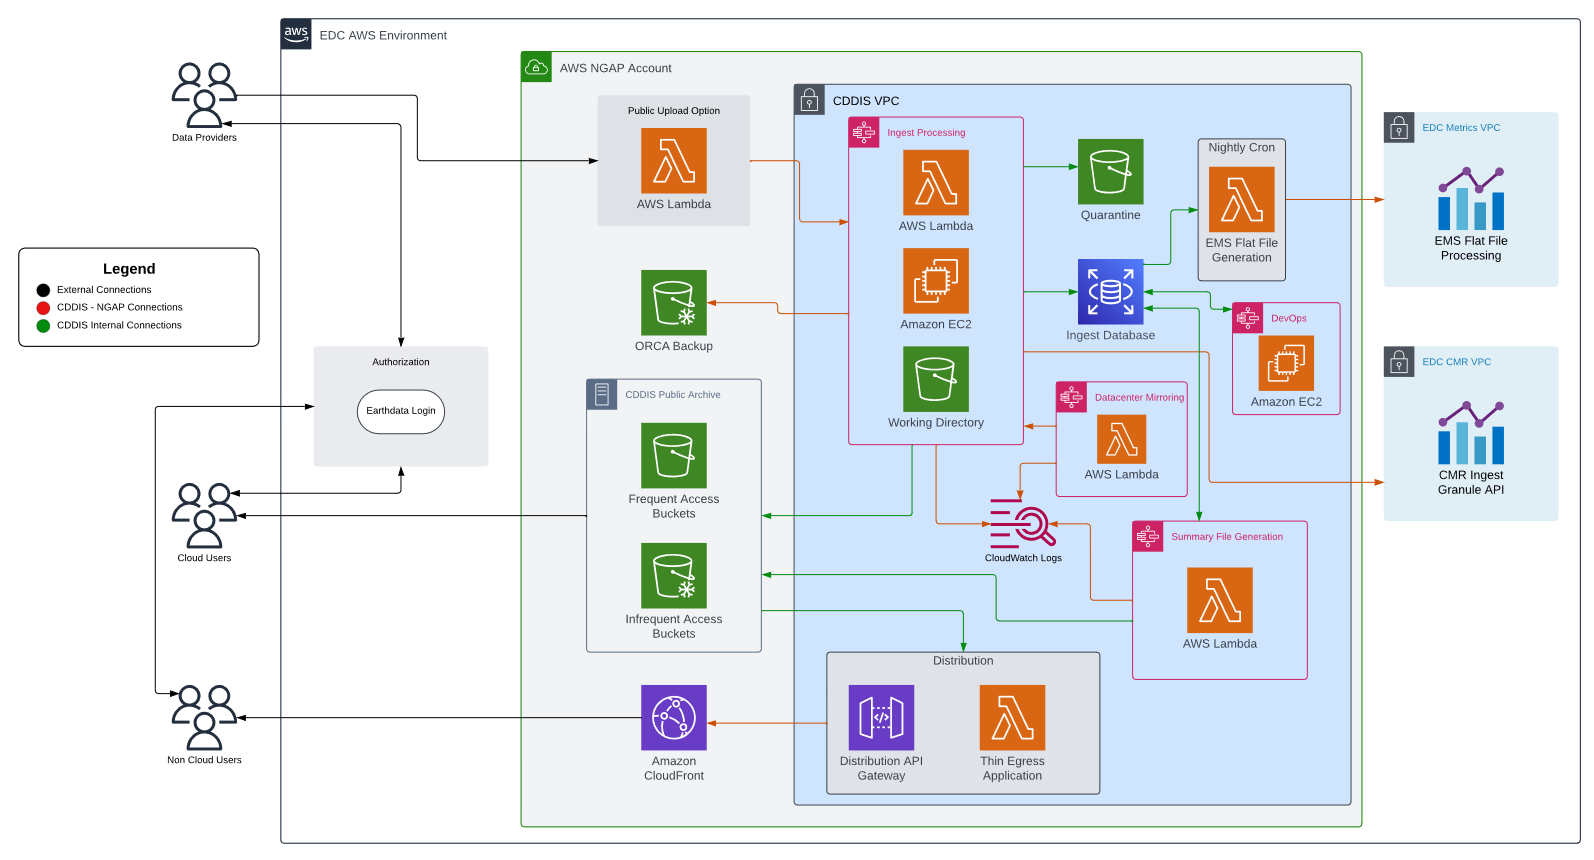 aws
EDC AWS Environment
AWS NGAP Account
CDDIS VPC
Data Providers
Public Upload Option
AWS Lambda
Ingest Processing
AWS Lambda
Amazon EC2
Working Directory
Quarantine
Nightly Cron
EMS Flat File
Generation
EDC Metrics VPC
EMS Flat File
Processing
Legend
External Connections
CDDIS - NGAP Connections
CDDIS Internal Connections
ORCA Backup
Ingest Database
DevOps
Amazon EC2
Authorization
Earthdata Login
CDDIS Public Archive
Frequent Access
Buckets
Infrequent Access
Buckets
Datacenter Mirroring
AWS Lambda
EDC CMR VPC
CMR Ingest
Granule API
Cloud Users
CloudWatch Logs
Summary File Generation
AWS Lambda
Distribution
Distribution API
Gateway
Thin Egress
Application
Amazon
CloudFront
Non Cloud Users